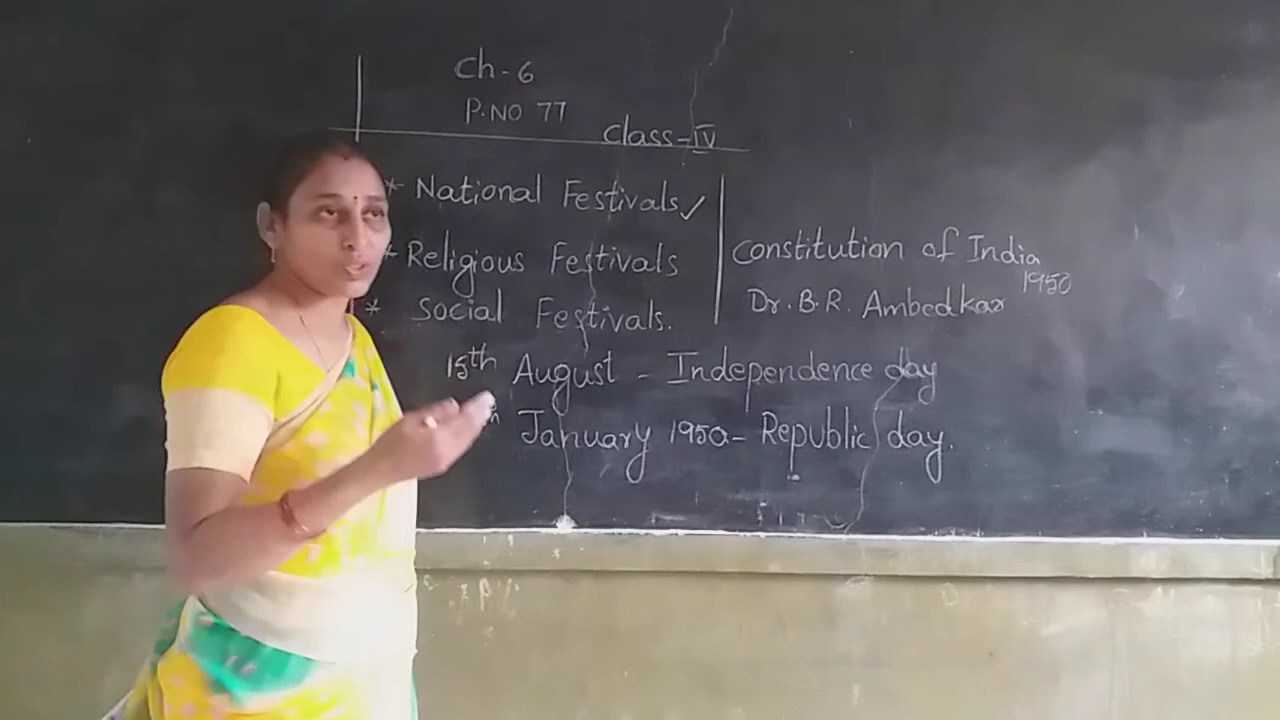 Ch-6
P.NO 77
Class-IV
* National Festivals ✓
* Religious Festivals
* Social Festivals.
Constitution of India
1950
Dr. B. R. Ambedkar
15th August - Independence day
January 1950 - Republic day.